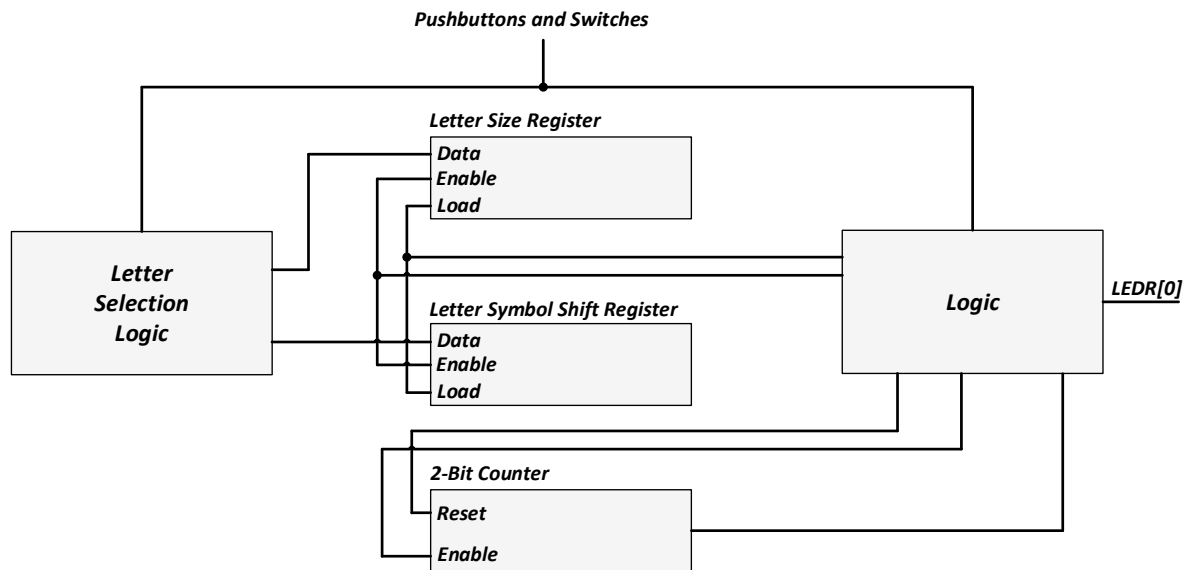 Pushbuttons and Switches
Letter Size Register
Data
Enable
Load
Letter
Selection
Logic
Logic
LEDR[0]
Letter Symbol Shift Register
Data
Enable
Load
2-Bit Counter
Reset
Enable